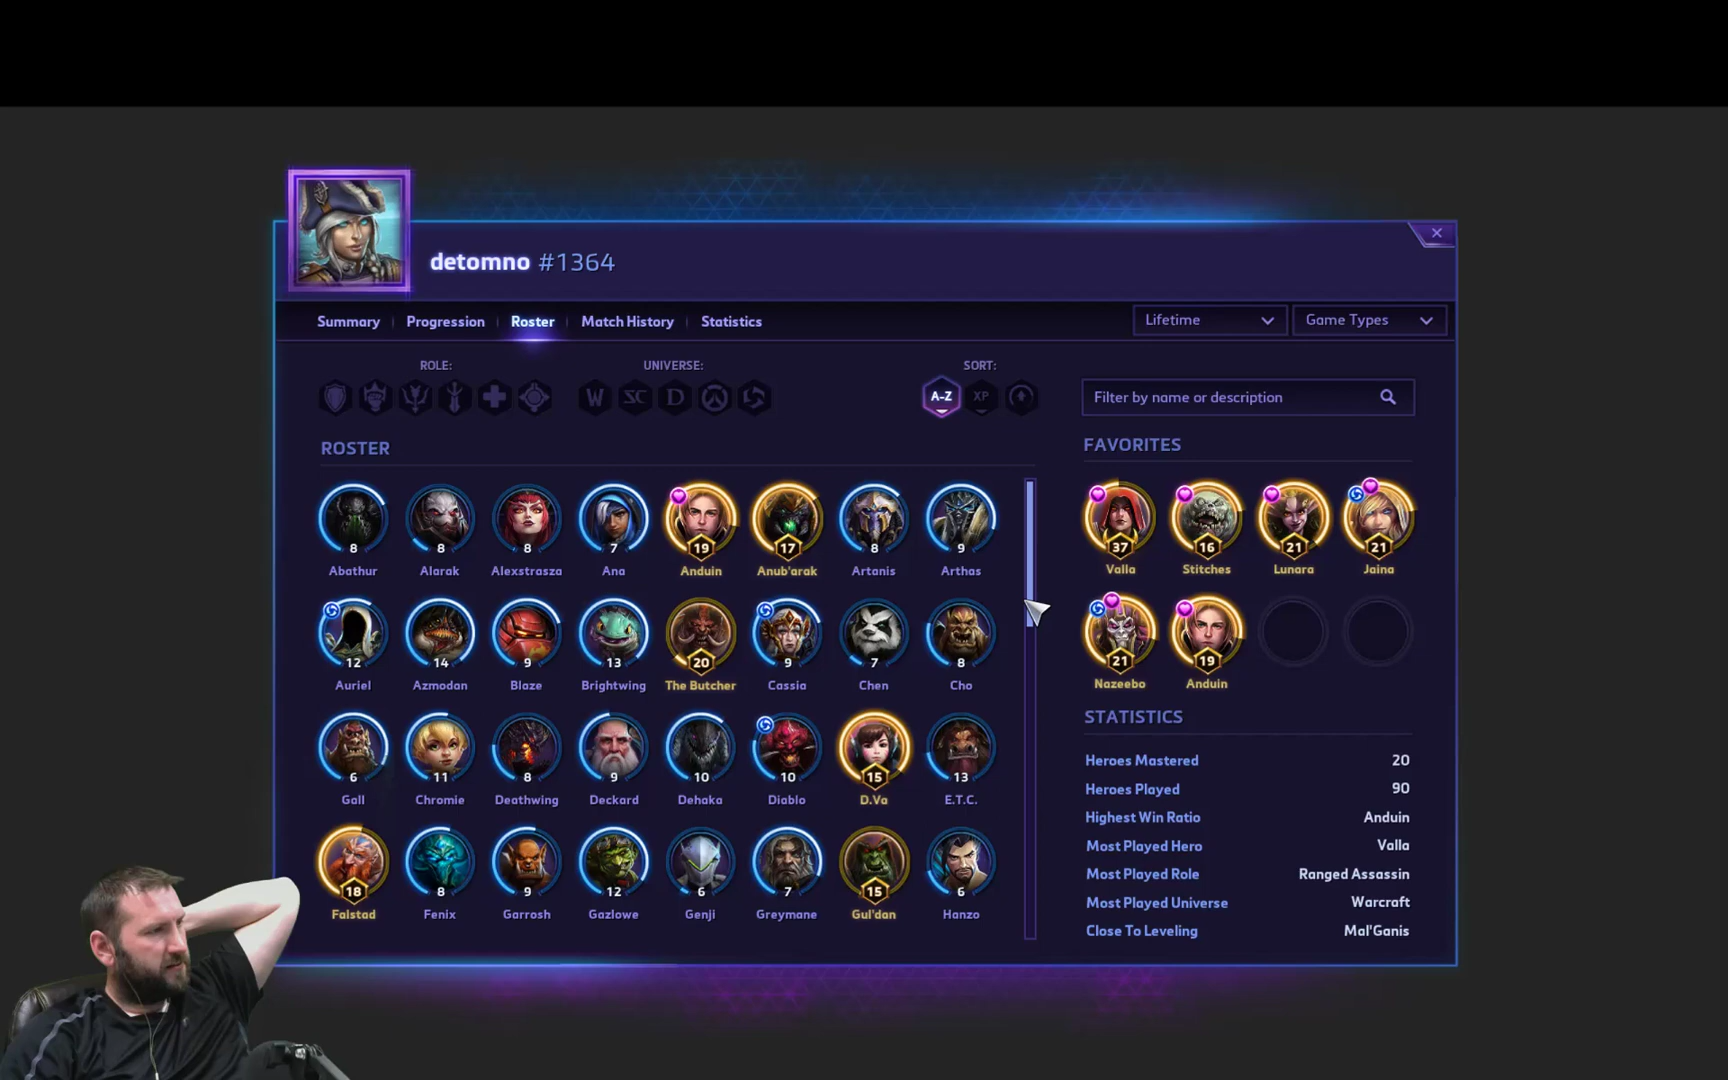 detomno #1364
Summary Progression Roster Match History Statistics Lifetime Game Types
ROLE: UNIVERSE: SORT:
W SC D A-Z XP Filter by name or description
ROSTER
8 8 8 7 19 17 8 9
Abathur Alarak Alexstrasza Ana Anduin Anub'arak Artanis Arthas
12 14 9 13 20 9 7 8
Auriel Azmodan Blaze Brightwing The Butcher Cassia Chen Cho
6 11 8 9 10 10 15 13
Gall Chromie Deathwing Deckard Dehaka Diablo D.Va E.T.C.
18 8 9 12 6 7 15 6
Falstad Fenix Garrosh Gazlowe Genji Greymane Gul'dan Hanzo
FAVORITES
37 16 21 21
Valla Stitches Lunara Jaina
21 19
Nazeebo Anduin
STATISTICS
Heroes Mastered 20
Heroes Played 90
Highest Win Ratio Anduin
Most Played Hero Valla
Most Played Role Ranged Assassin
Most Played Universe Warcraft
Close To Leveling Mal'Ganis